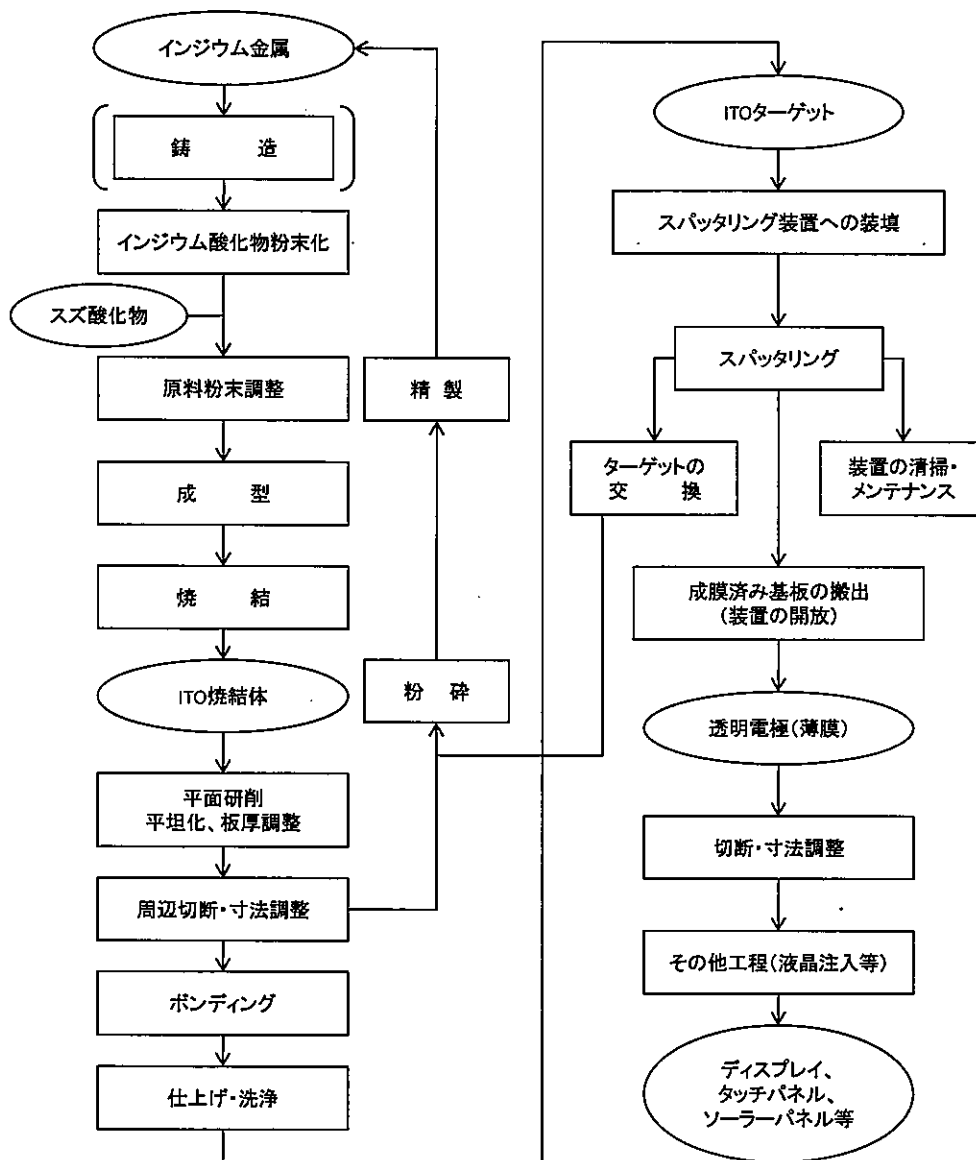 インジウム金属
鋳 造
インジウム酸化物粉末化
スズ酸化物
原料粉末調整
成 型
焼 結
ITO焼結体
平面研削
平坦化、板厚調整
周辺切断・寸法調整
ボンディング
仕上げ・洗浄
精 製
粉 砕
ITOターゲット
スパッタリング装置への装填
スパッタリング
ターゲットの
交 換
装置の清掃・
メンテナンス
成膜済み基板の搬出
(装置の開放)
透明電極(薄膜)
切断・寸法調整
その他工程(液晶注入等)
ディスプレイ、
タッチパネル、
ソーラーパネル等